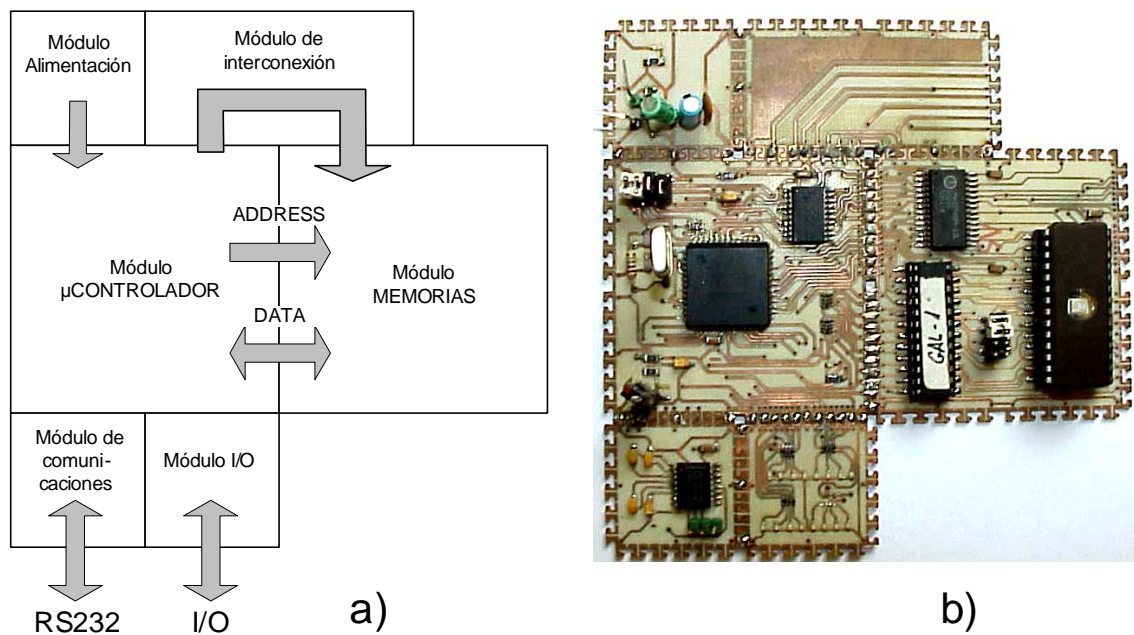 Módulo
Alimentación
Módulo de
interconexión
ADDRESS
Módulo
µCONTROLADOR
Módulo
MEMORIAS
DATA
Módulo de
comuni-
caciones
Módulo I/O
RS232
I/O
a)
GAL-1
b)